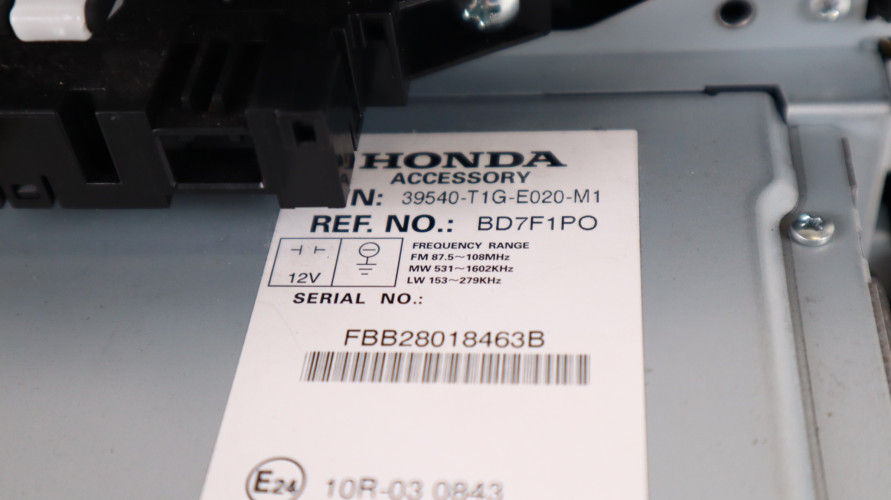 HONDA
ACCESSORY
N: 39540-T1G-E020-M1
REF. NO.: BD7F1PO
12V
FREQUENCY RANGE
FM 87.5~108MHz
MW 531~1602KHz
LW 153~279KHz
SERIAL NO.:
FBB28018463B
E24 10R-03 0843